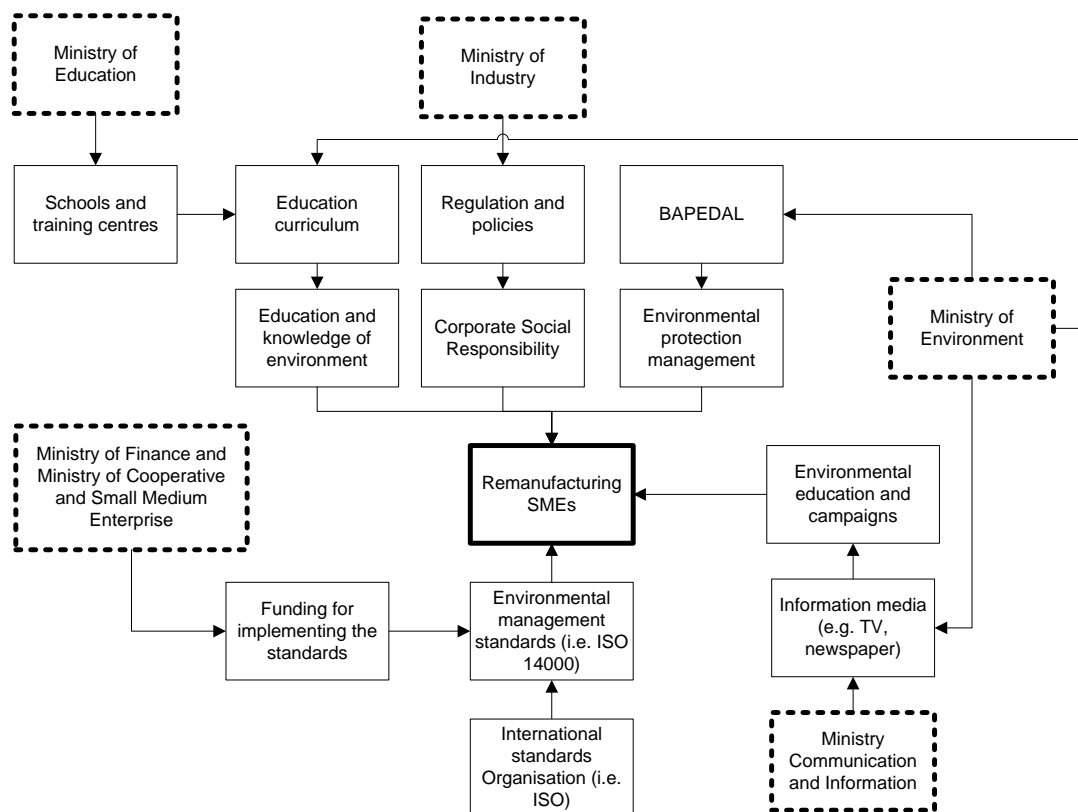 Ministry of
Education
Ministry of
Industry
Schools and
training centres
Education
curriculum
Regulation and
policies
BAPEDAL
Ministry of
Environment
Education and
knowledge of
environment
Corporate Social
Responsibility
Environmental
protection
management
Ministry of Finance and
Ministry of Cooperative
and Small Medium
Enterprise
Remanufacturing
SMEs
Environmental
education and
campaigns
Funding for
implementing the
standards
Environmental
management
standards (i.e. ISO
14000)
Information media
(e.g. TV,
newspaper)
International
standards
Organisation (i.e.
ISO)
Ministry
Communication
and Information